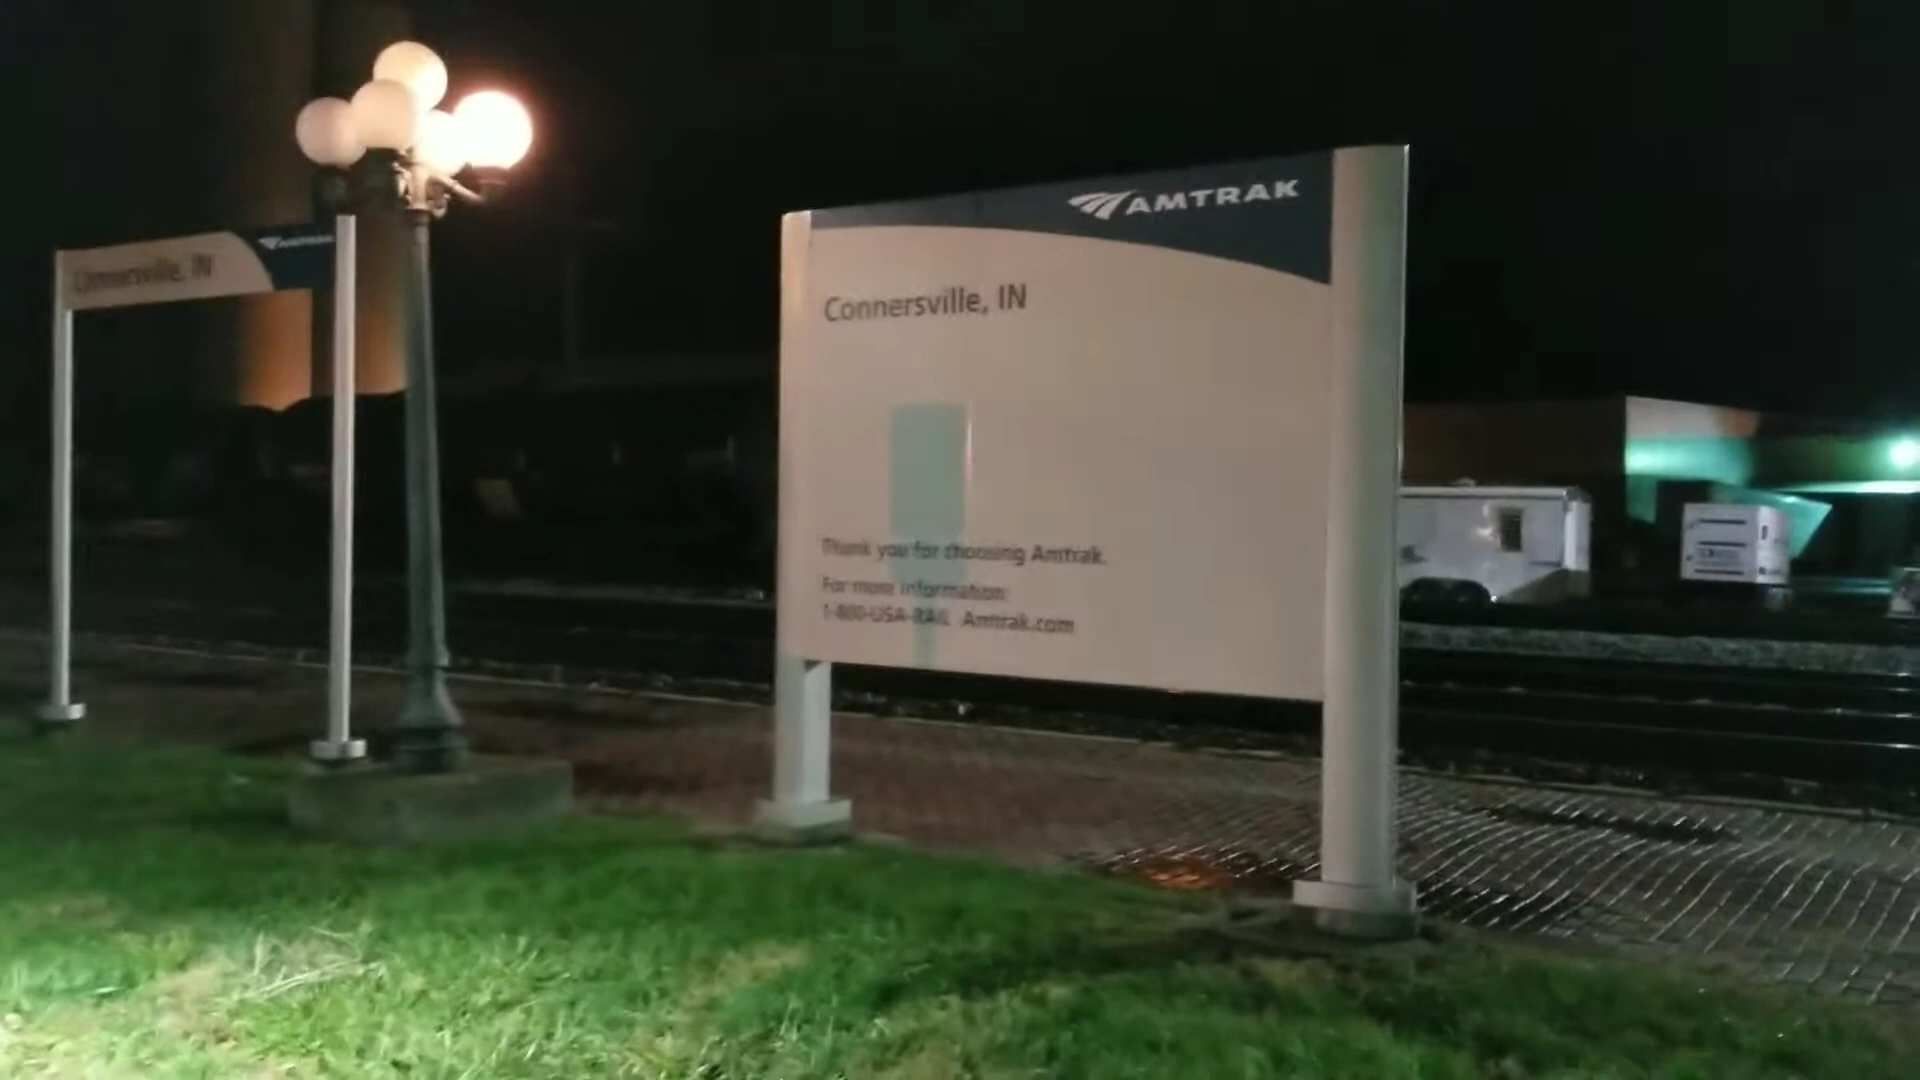 Connersville, IN
AMTRAK
AMTRAK
Connersville, IN
Thank you for choosing Amtrak.
For more information:
1-800-USA-RAIL Amtrak.com